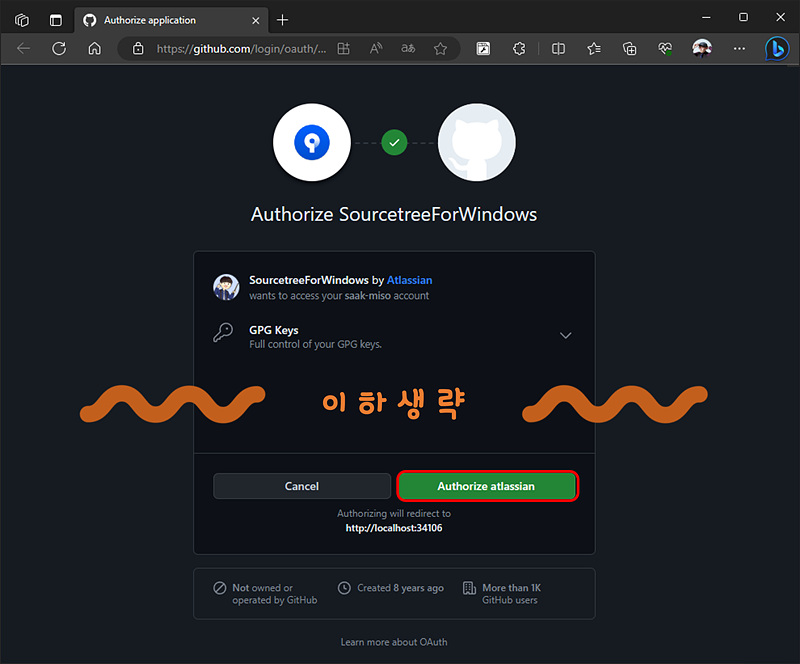 Authorize application
https://github.com/login/oauth/...
Authorize SourcetreeForWindows
SourcetreeForWindows by Atlassian
wants to access your saak-miso account
GPG Keys
Full control of your GPG keys.
이하생략
Cancel
Authorize atlassian
Authorizing will redirect to
http://localhost:34106
Not owned or
operated by GitHub
Created 8 years ago
More than 1K
GitHub users
Learn more about OAuth